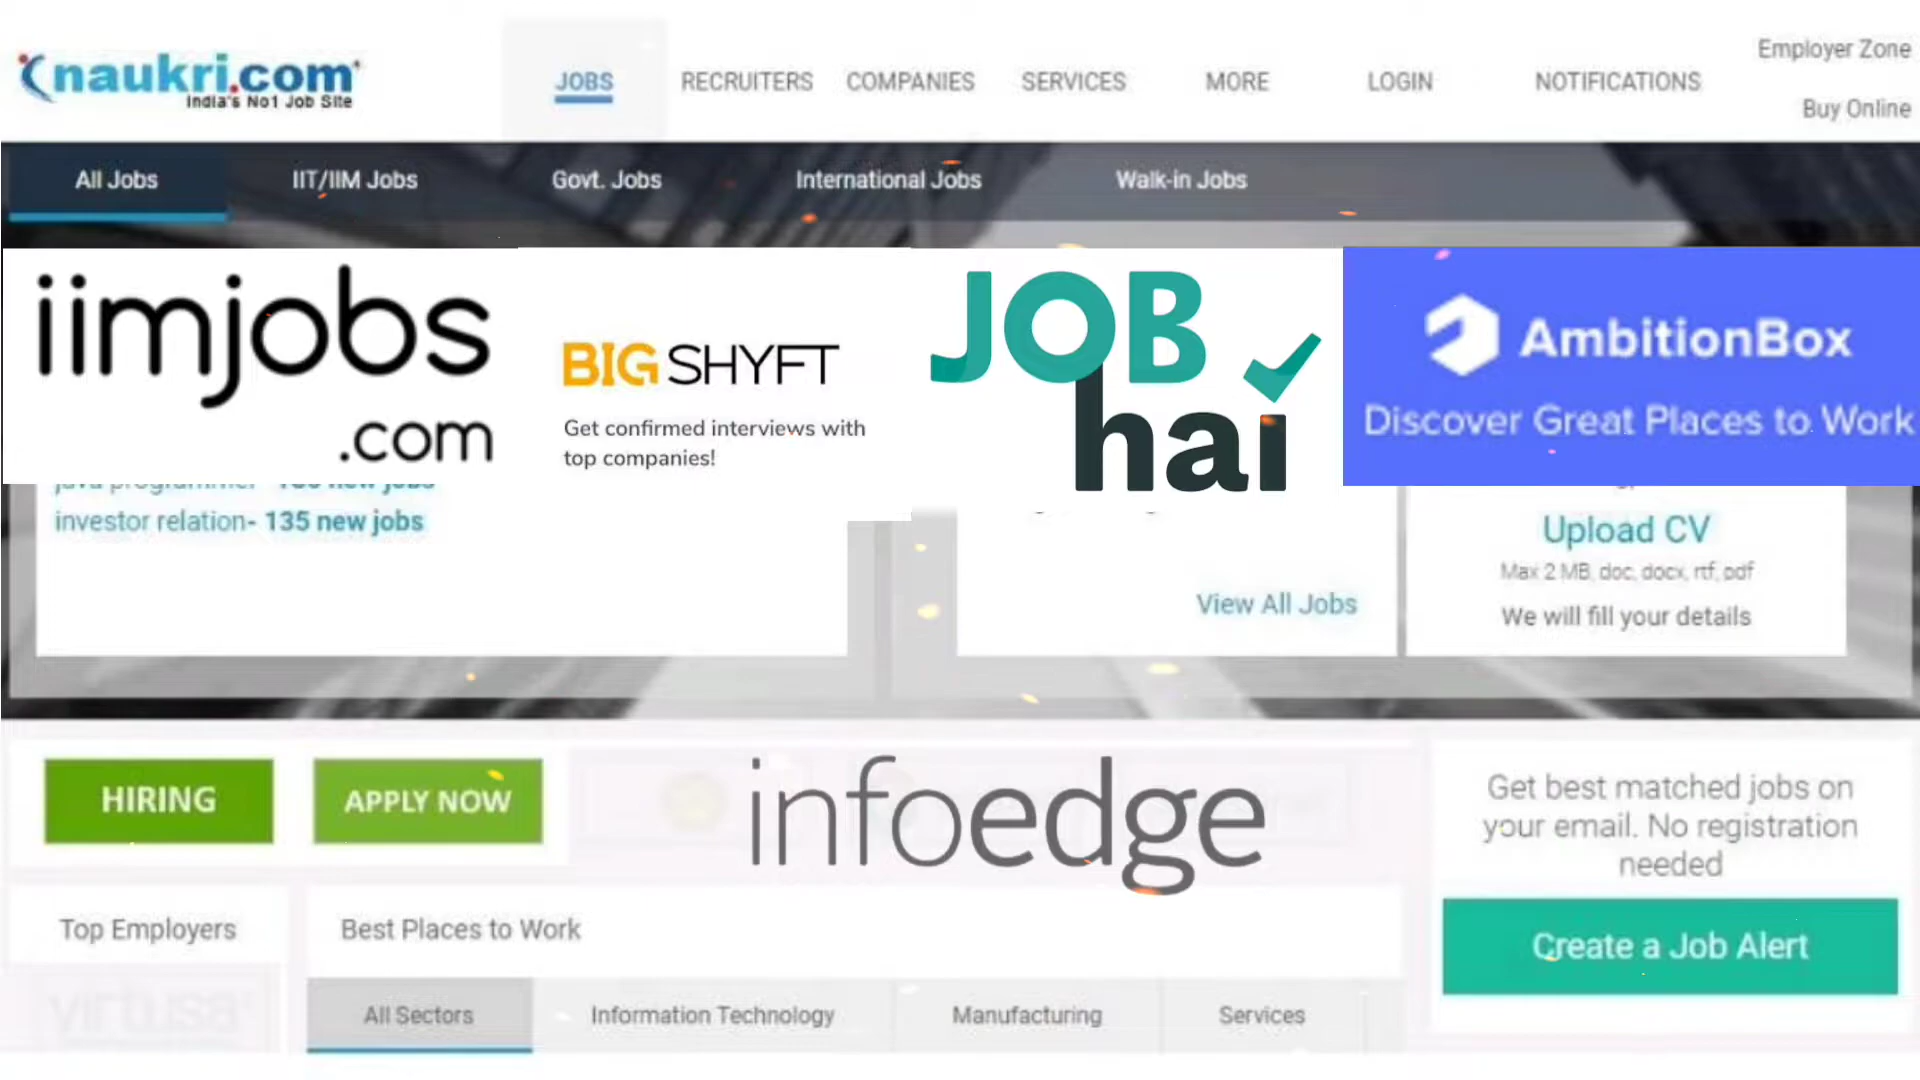 naukri.com
India's No1 Job Site
JOBS
RECRUITERS
COMPANIES
SERVICES
MORE
LOGIN
NOTIFICATIONS
Employer Zone
Buy Online
All Jobs
IIT/IIM Jobs
Govt. Jobs
International Jobs
Walk-in Jobs
iimjobs
.com
BIGSHYFT
Get confirmed interviews with
top companies!
JOB
hai
AmbitionBox
Discover Great Places to Work
investor relation- 135 new jobs
View All Jobs
Upload CV
Max 2 MB, doc, docx, rtf, pdf
We will fill your details
HIRING
APPLY NOW
infoedge
Get best matched jobs on
your email. No registration
needed
Create a Job Alert
Top Employers
Best Places to Work
virtusa
All Sectors
Information Technology
Manufacturing
Services